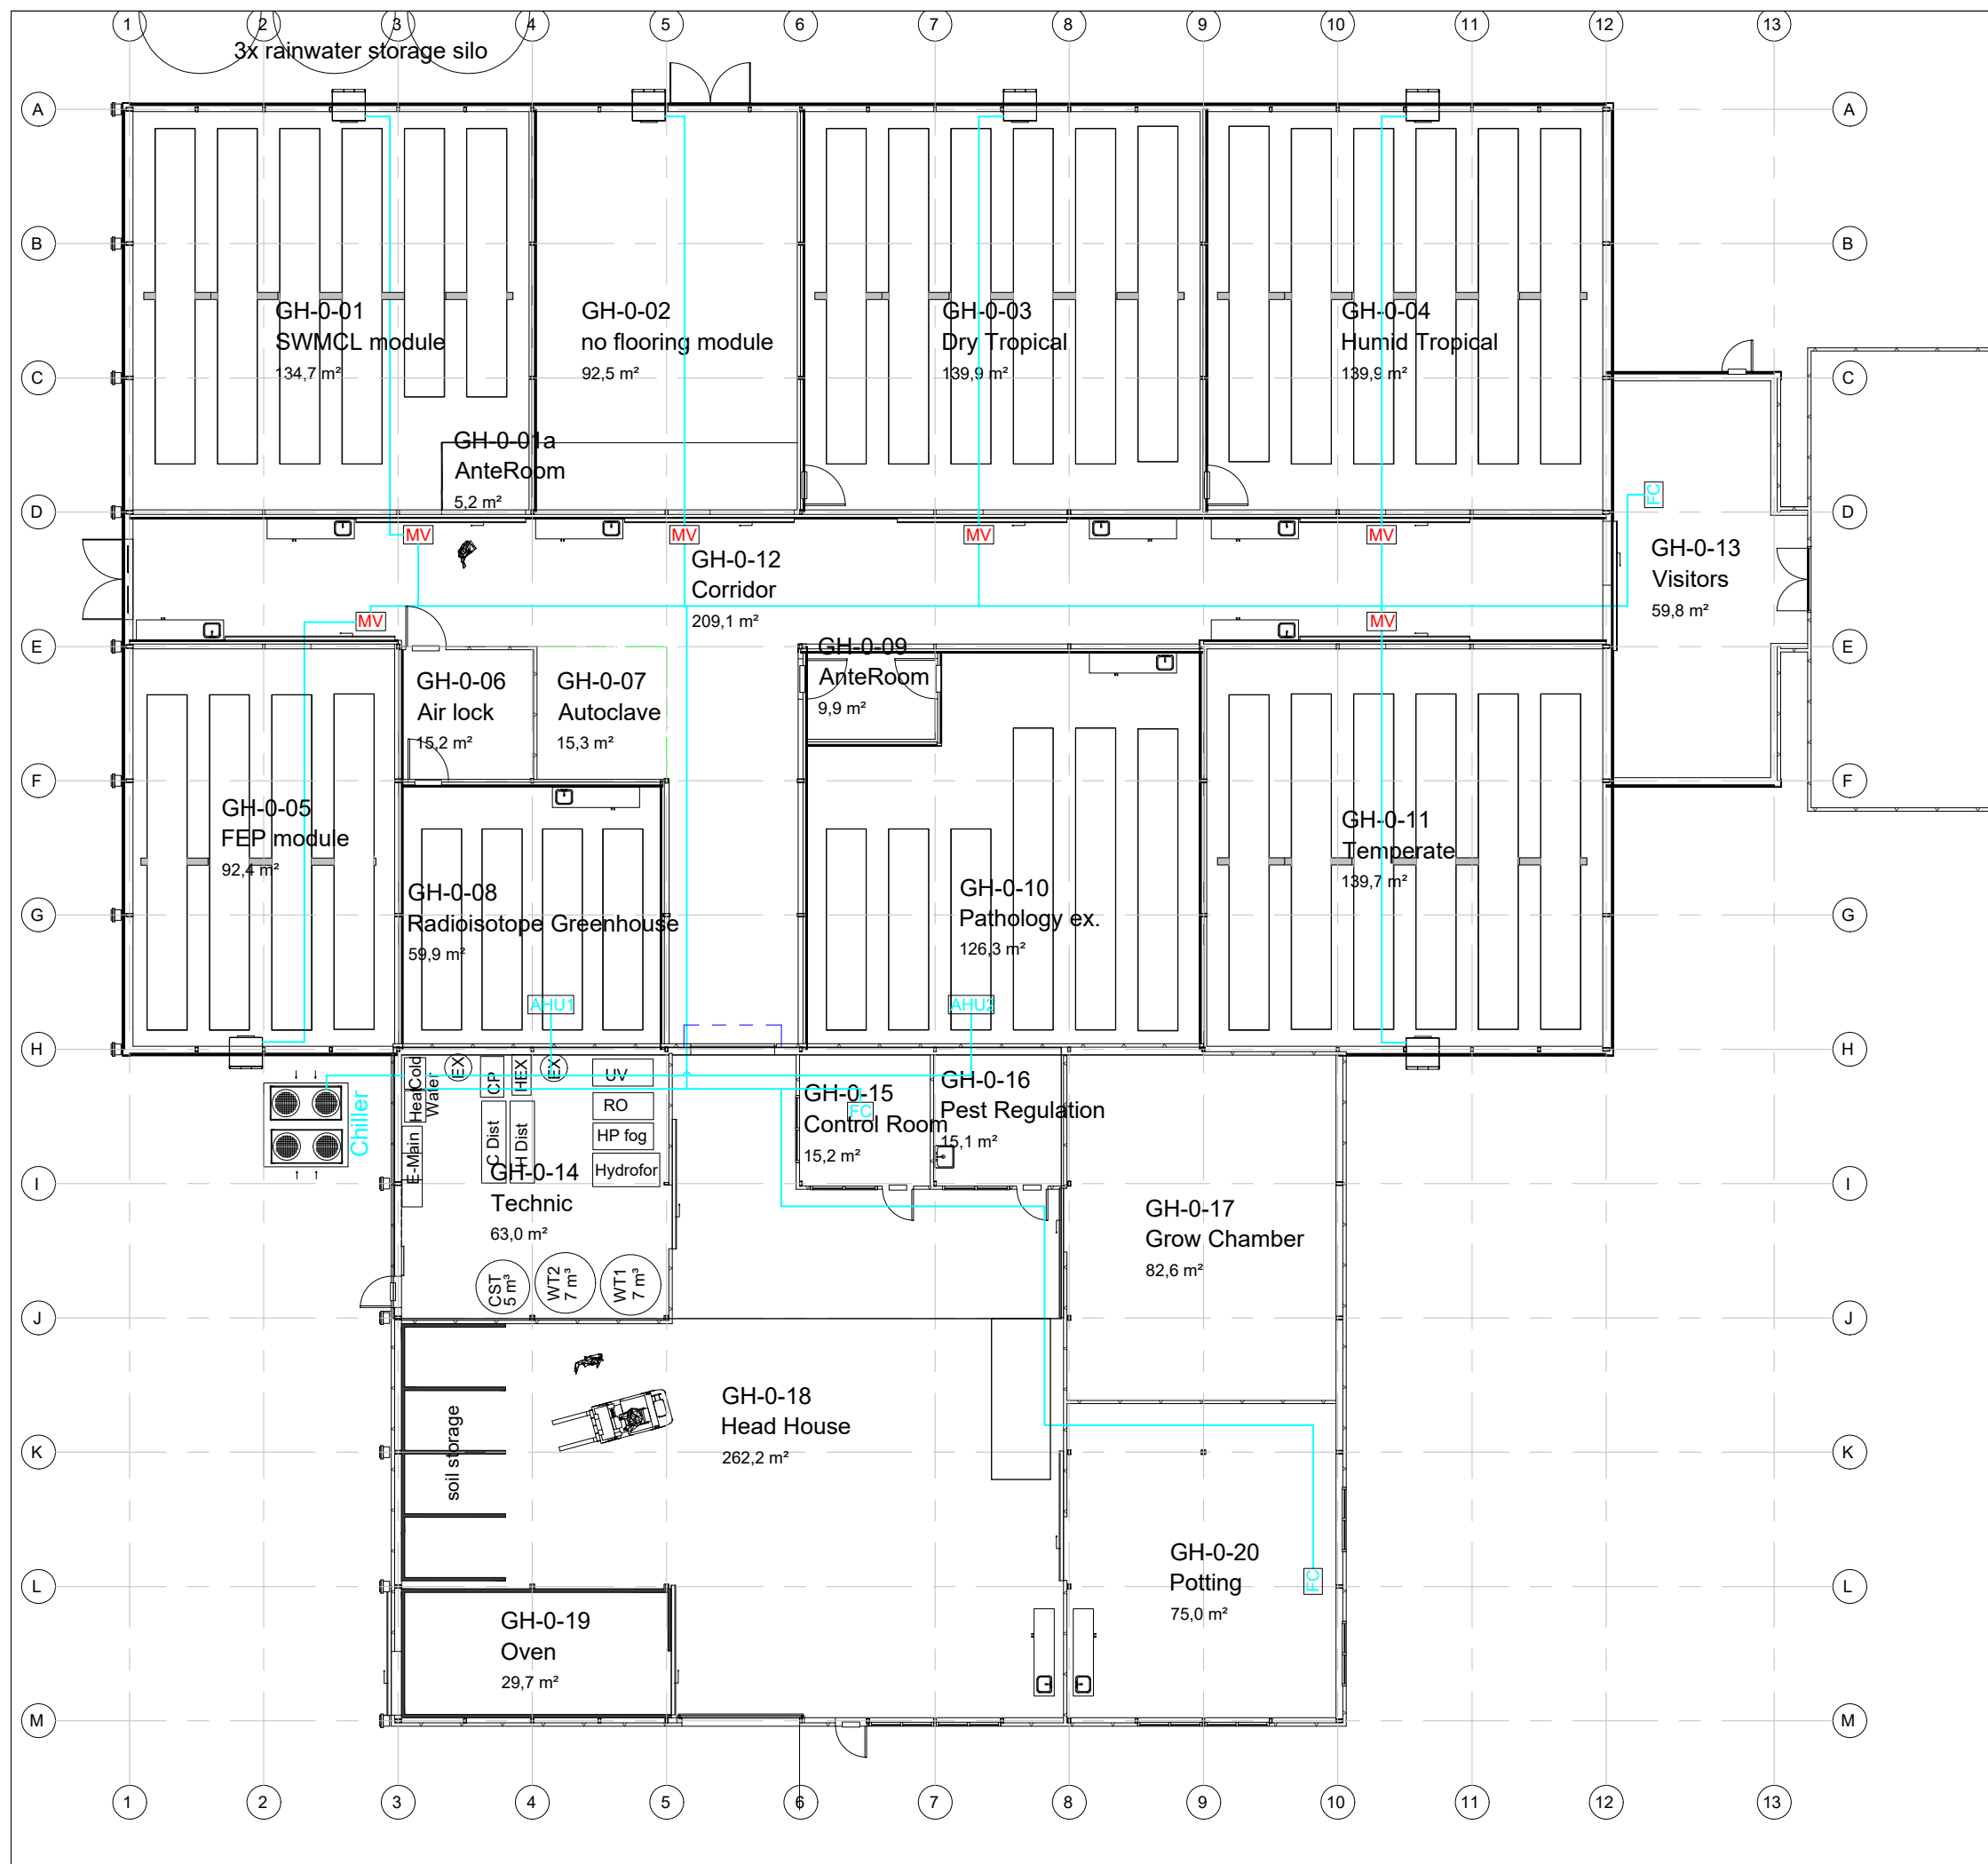 1 2 3 4 5 6 7 8 9 10 11 12 13
3x rainwater storage silo
A A
B B
GH-0-01
SWMCL module
134,7 m²
GH-0-02
no flooring module
92,5 m²
GH-0-03
Dry Tropical
139,9 m²
GH-0-04
Humid Tropical
139,9 m²
C C
GH-0-01a
AnteRoom
5,2 m²
D D
FC
MV MV MV MV
GH-0-12
Corridor
209,1 m²
GH-0-13
Visitors
59,8 m²
MV MV
E E
GH-0-06
Air lock
15,2 m²
GH-0-07
Autoclave
15,3 m²
GH-0-09
AnteRoom
9,9 m²
F F
GH-0-05
FEP module
92,4 m²
GH-0-08
Radioisotope Greenhouse
59,9 m²
GH-0-10
Pathology ex.
126,3 m²
GH-0-11
Temperate
139,7 m²
G G
AHU1 AHU2
H H
Chiller
Heat
Cold
Water
E-Main
EX
CP
HEX
EX
C Dist
H Dist
UV
RO
HP fog
Hydrofor
GH-0-14
Technic
63,0 m²
GH-0-15
Control Room
15,2 m²
FC
GH-0-16
Pest Regulation
15,1 m²
I I
GH-0-17
Grow Chamber
82,6 m²
CST
5 m³
WT2
7 m³
WT1
7 m³
J J
soil storage
GH-0-18
Head House
262,2 m²
K K
GH-0-20
Potting
75,0 m²
FC
L L
GH-0-19
Oven
29,7 m²
M M
1 2 3 4 5 6 7 8 9 10 11 12 13